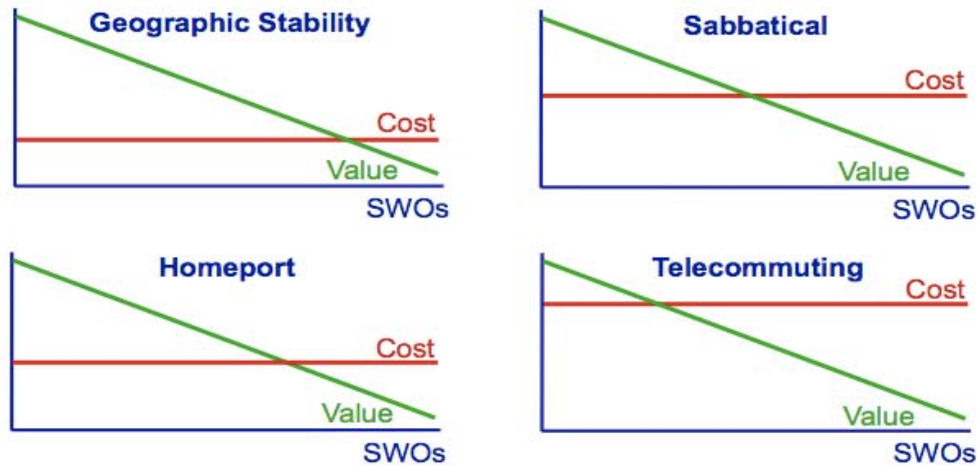 Geographic Stability
Cost
Value
SWOs
Sabbatical
Cost
Value
SWOs
Homeport
Cost
Value
SWOs
Telecommuting
Cost
Value
SWOs